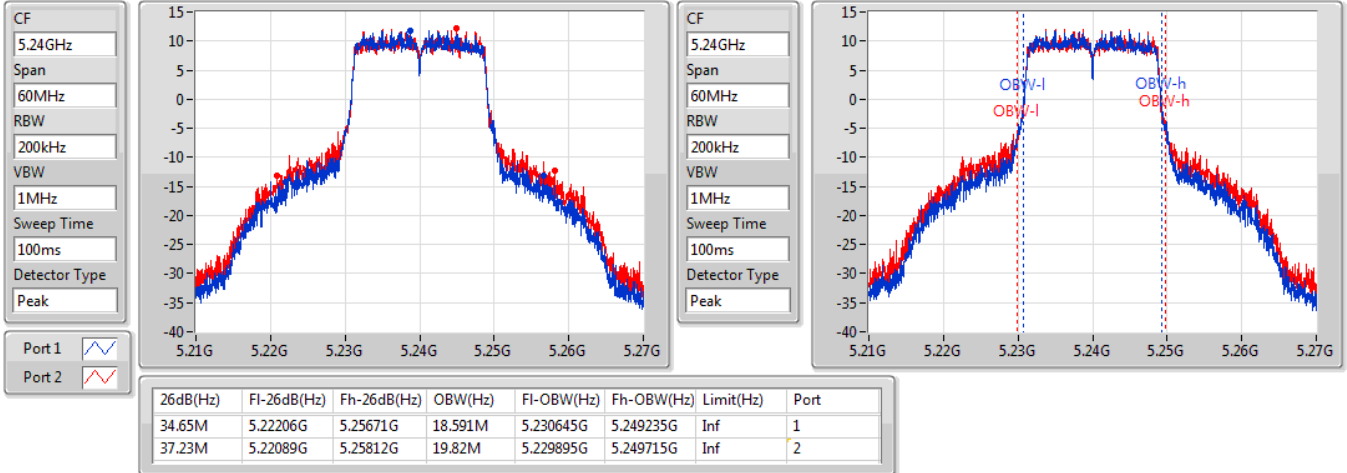 CF
5.24GHz
Span
60MHz
RBW
200kHz
VBW
1MHz
Sweep Time
100ms
Detector Type
Peak
Port 1
Port 2
15
10
5
0
-5
-10
-15
-20
-25
-30
-35
-40
5.21G 5.22G 5.23G 5.24G 5.25G 5.26G 5.27G
CF
5.24GHz
Span
60MHz
RBW
200kHz
VBW
1MHz
Sweep Time
100ms
Detector Type
Peak
15
10
5
0
-5
-10
-15
-20
-25
-30
-35
-40
OBW-l OBW-h
OBW-l OBW-h
5.21G 5.22G 5.23G 5.24G 5.25G 5.26G 5.27G
26dB(Hz) Fl-26dB(Hz) Fh-26dB(Hz) OBW(Hz) Fl-OBW(Hz) Fh-OBW(Hz) Limit(Hz) Port
34.65M 5.22206G 5.25671G 18.591M 5.230645G 5.249235G Inf 1
37.23M 5.22089G 5.25812G 19.82M 5.229895G 5.249715G Inf 2